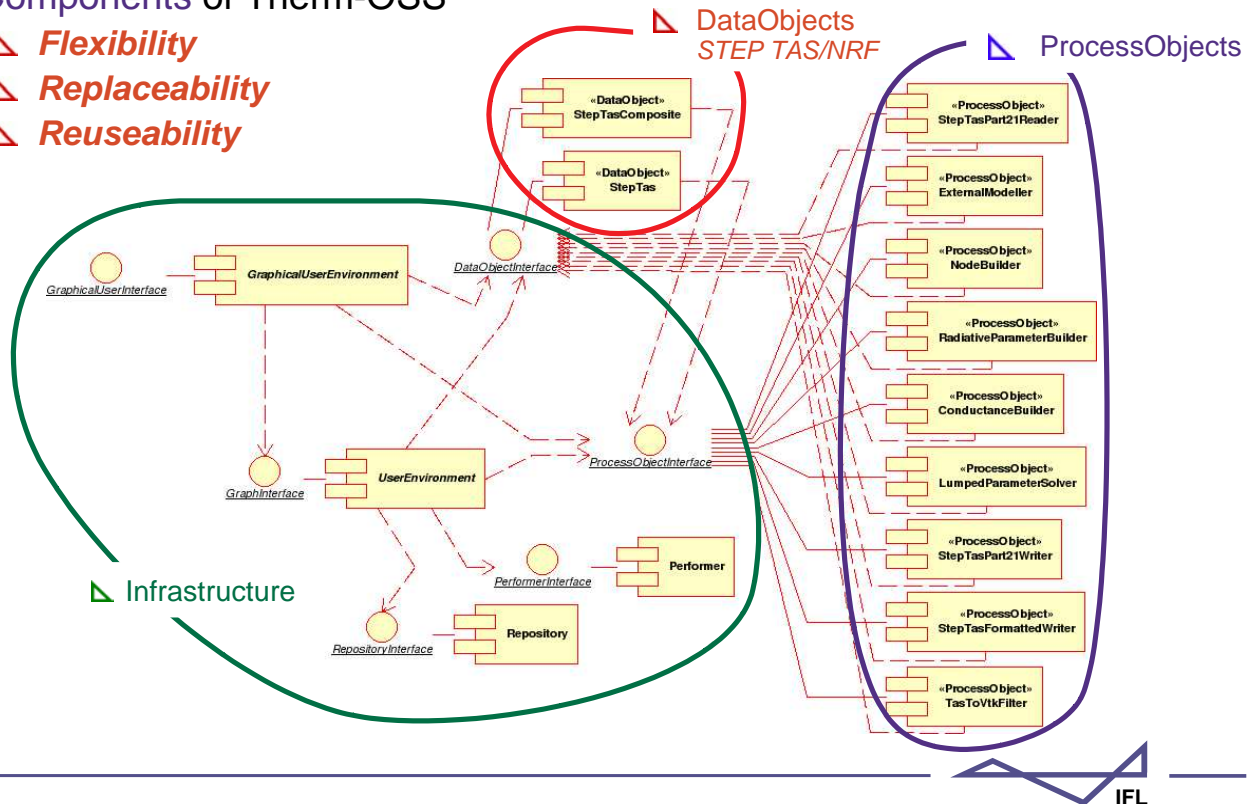 Components of Therm-OSS
Flexibility
Replaceability
Reuseability
DataObjects
STEP TAS/NRF
ProcessObjects
«DataObject»
StepTasComposite
«DataObject»
StepTas
GraphicalUserInterface
GraphicalUserEnvironment
DataObjectInterface
GraphInterface
UserEnvironment
ProcessObjectInterface
PerformerInterface
Performer
RepositoryInterface
Repository
Infrastructure
«ProcessObject»
StepTasPart21Reader
«ProcessObject»
ExternalModeller
«ProcessObject»
NodeBuilder
«ProcessObject»
RadiativeParameterBuilder
«ProcessObject»
ConductanceBuilder
«ProcessObject»
LumpedParameterSolver
«ProcessObject»
StepTasPart21Writer
«ProcessObject»
StepTasFormattedWriter
«ProcessObject»
TasToVtkFilter
IFL